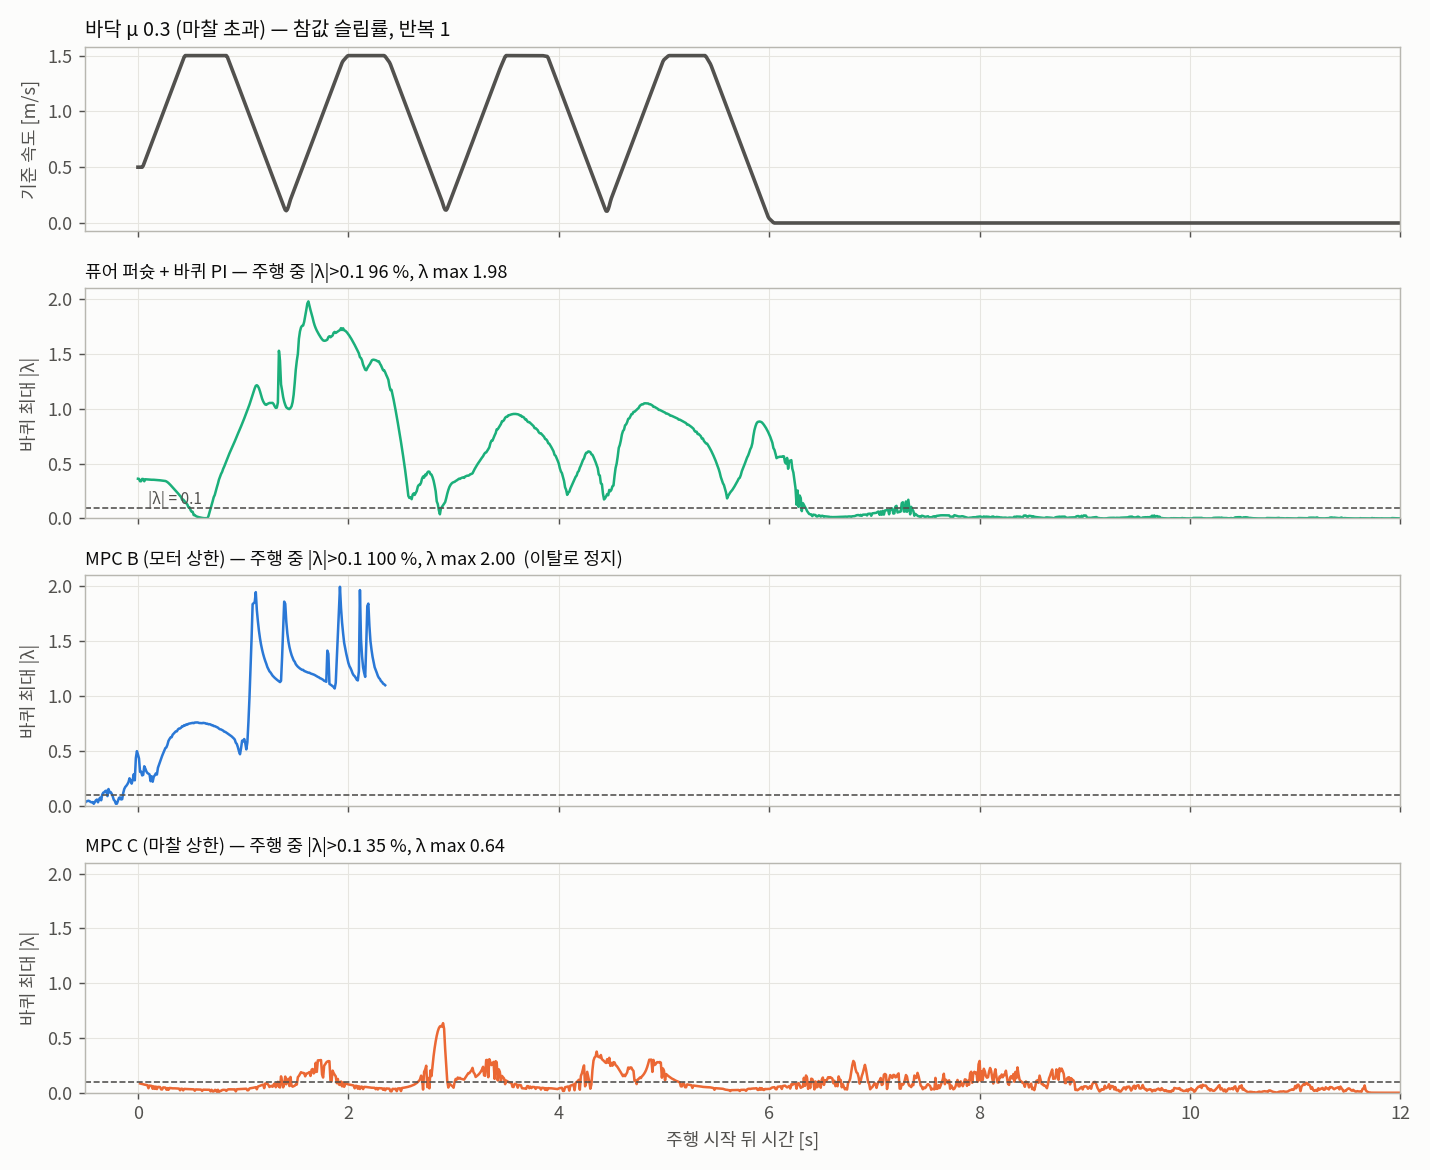 바닥 μ 0.3 (마찰 초과) — 참값 슬립률, 반복 1
기준 속도 [m/s]
1.5
1.0
0.5
0.0
퓨어 퍼슛 + 바퀴 PI — 주행 중 |λ|>0.1 96 %, λ max 1.98
바퀴 최대 |λ|
2.0
1.5
1.0
0.5
0.0
|λ| = 0.1
MPC B (모터 상한) — 주행 중 |λ|>0.1 100 %, λ max 2.00 (이탈로 정지)
바퀴 최대 |λ|
2.0
1.5
1.0
0.5
0.0
MPC C (마찰 상한) — 주행 중 |λ|>0.1 35 %, λ max 0.64
바퀴 최대 |λ|
2.0
1.5
1.0
0.5
0.0
0 2 4 6 8 10 12
주행 시작 뒤 시간 [s]